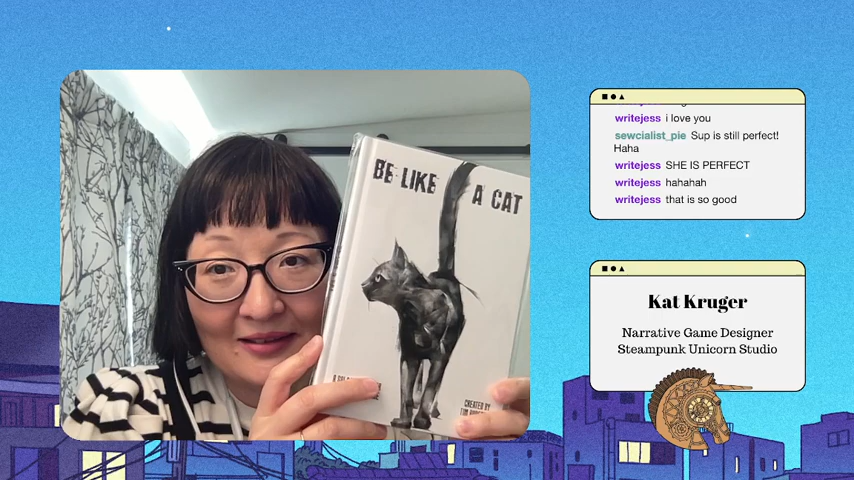 BE LIKE A CAT
CREATED BY
writejess i love you
sewcialist_pie Sup is still perfect!
Haha
writejess SHE IS PERFECT
writejess hahahah
writejess that is so good
Kat Kruger
Narrative Game Designer
Steampunk Unicorn Studio